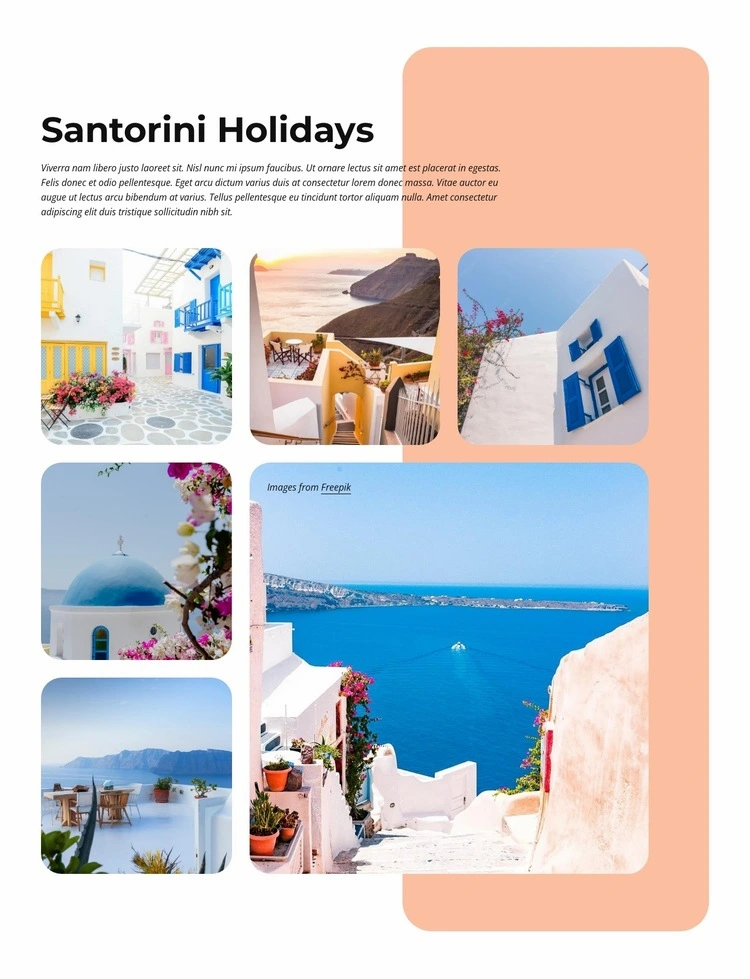 Santorini Holidays
Viverra nam libero justo laoreet sit. Nisl nunc mi ipsum faucibus. Ut ornare lectus sit amet est placerat in egestas.
Felis donec et odio pellentesque. Eget arcu dictum varius duis at consectetur lorem donec massa. Vitae auctor eu
augue ut lectus arcu bibendum at varius. Tellus pellentesque eu tincidunt tortor aliquam nulla. Amet consectetur
adipiscing elit duis tristique sollicitudin nibh sit.
Images from Freepik